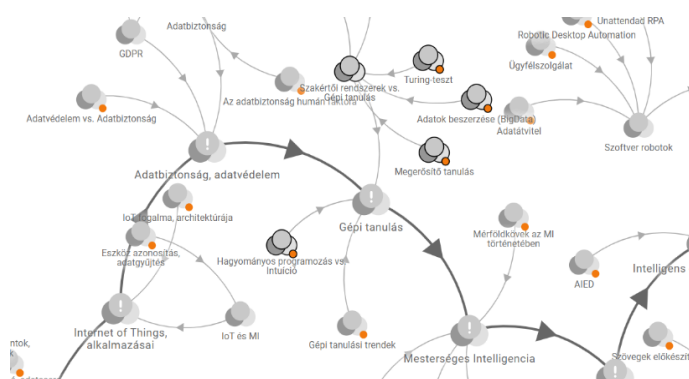 Adatbiztonság
Unattendad RPA
Robotic Desktop Automation
GDPR
Ügyfélszolgálat
Turing-teszt
Szakértői rendszerek vs.
Gépi tanulás
Az adatbiztonság humán faktora
Adatok beszerzése (BigData)
Adatátvitel
Adatvédelem vs. Adatbiztonság
Szoftver robotok
Megerősítő tanulás
Adatbiztonság, adatvédelem
IoT fogalma, architektúrája
Gépi tanulás
Mérföldkövek az MI
történetében
Eszköz azonosítás,
adatgyűjtés
Hagyományos programozás vs.
Intuíció
Intelligens
AIED
Internet of Things,
alkalmazásai
IoT és MI
Gépi tanulási trendek
Mesterséges Intelligencia
Szövegek előkészít
ntok,